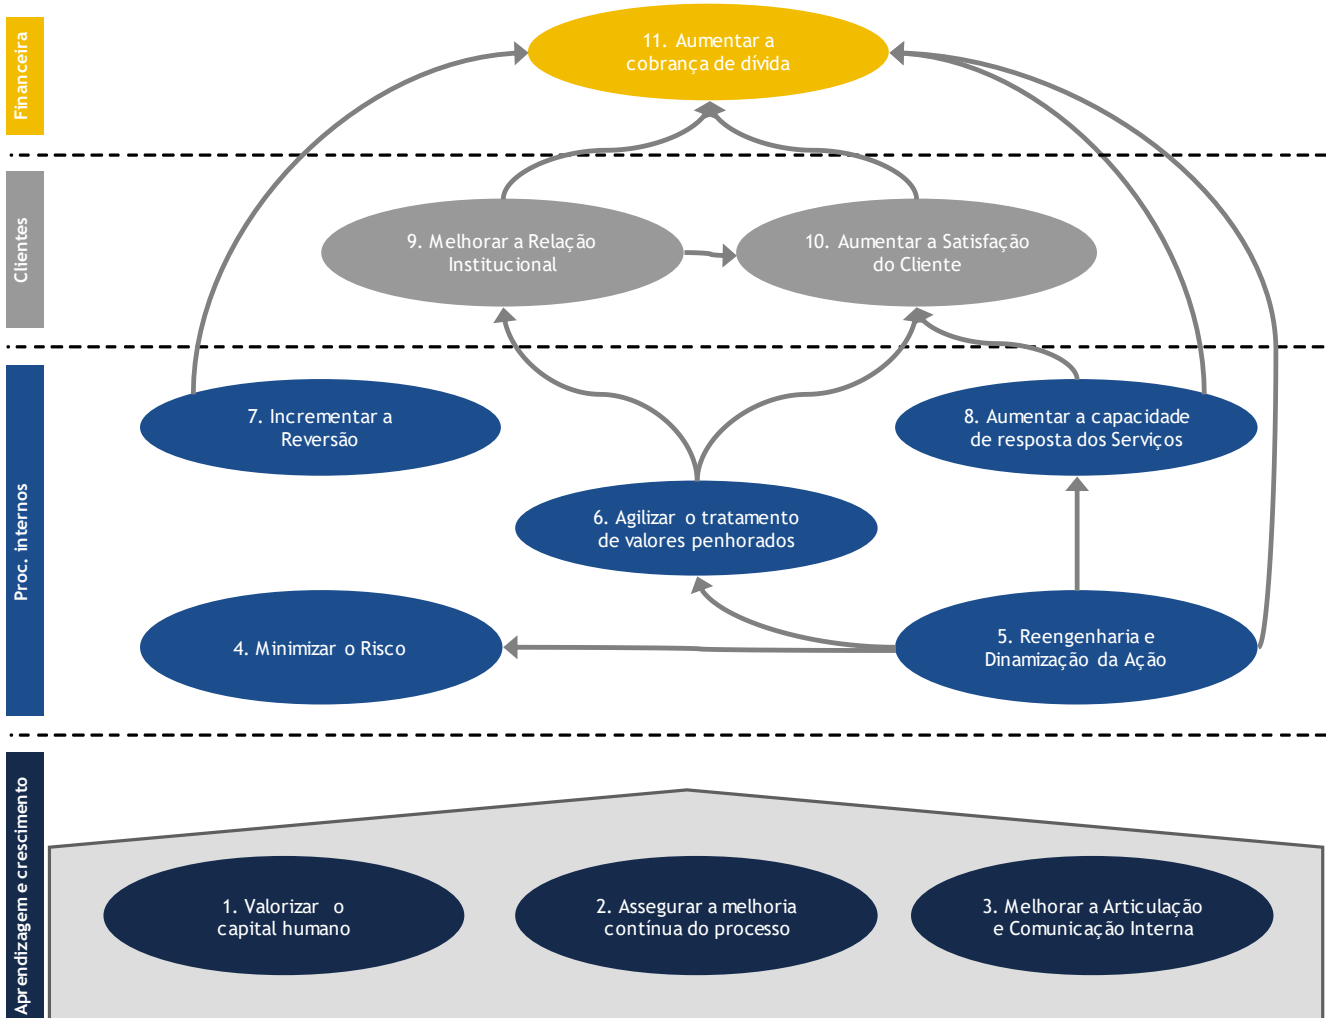 Financeira
11. Aumentar a
cobrança de dívida
Clientes
9. Melhorar a Relação
Institucional
10. Aumentar a Satisfação
do Cliente
Proc. internos
7. Incrementar a
Reversão
8. Aumentar a capacidade
de resposta dos Serviços
6. Agilizar o tratamento
de valores penhorados
4. Minimizar o Risco
5. Reengenharia e
Dinamização da Ação
Aprendizagem e crescimento
1. Valorizar o
capital humano
2. Assegurar a melhoria
contínua do processo
3. Melhorar a Articulação
e Comunicação Interna